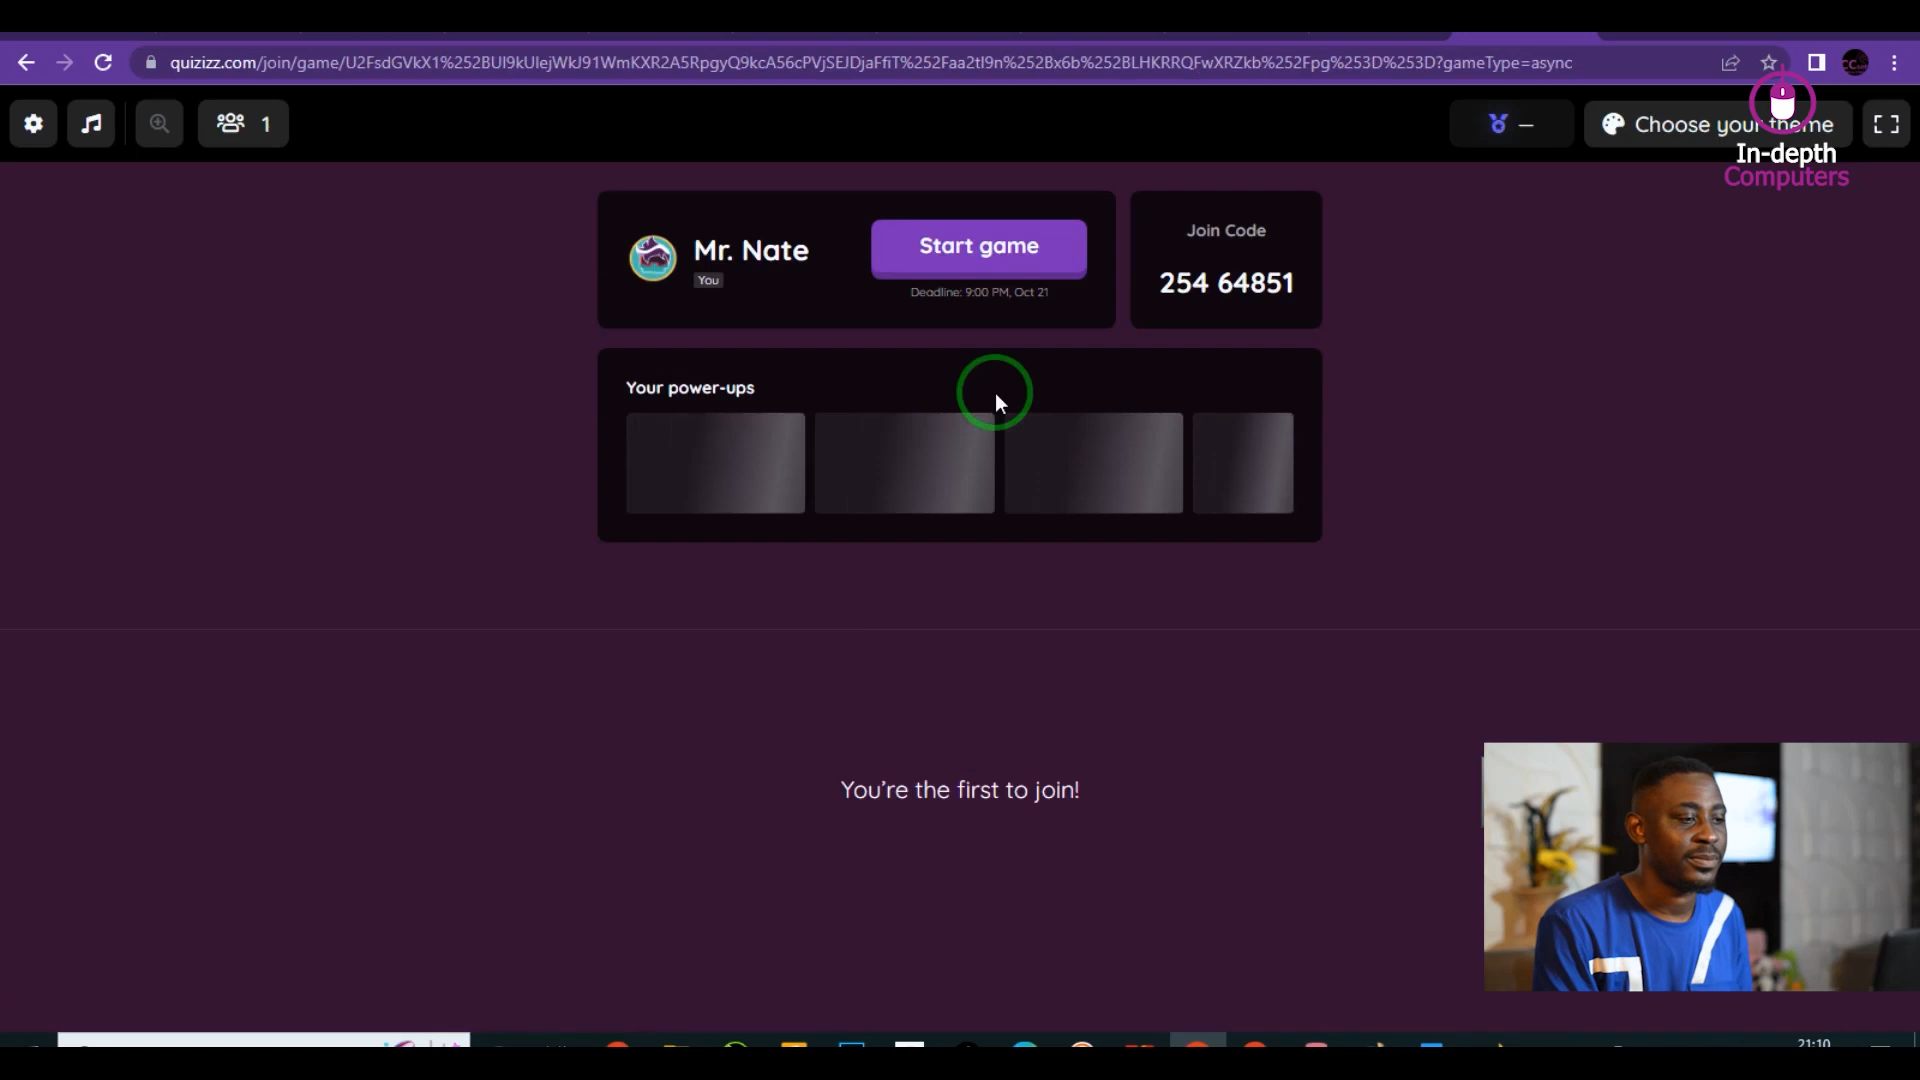 quizizz.com/join/game/U2FsdGVkX1%252BUI9kUlejWkJ91WmKXR2A5RpgyQ9kcA56cPVjSEJDjaFfiT%252Faa2tI9n%252Bx6b%252BLHKRRQFwXRZkb%252Fpg%253D%253D?gameType=async
1
–
Choose your theme
In-depth
Computers
Mr. Nate
You
Start game
Deadline: 9:00 PM, Oct 21
Join Code
254 64851
Your power-ups
You're the first to join!
21:10